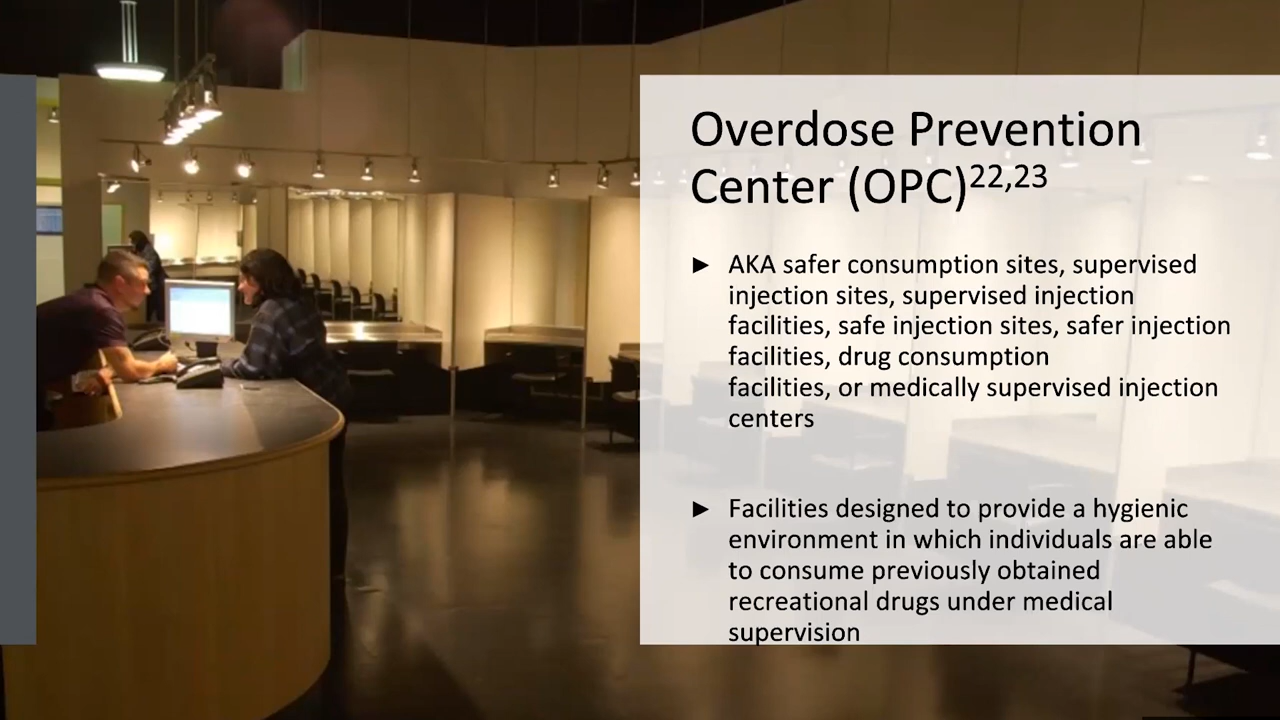 Overdose Prevention
Center (OPC)22,23
► AKA safer consumption sites, supervised
injection sites, supervised injection
facilities, safe injection sites, safer injection
facilities, drug consumption
facilities, or medically supervised injection
centers
► Facilities designed to provide a hygienic
environment in which individuals are able
to consume previously obtained
recreational drugs under medical
supervision